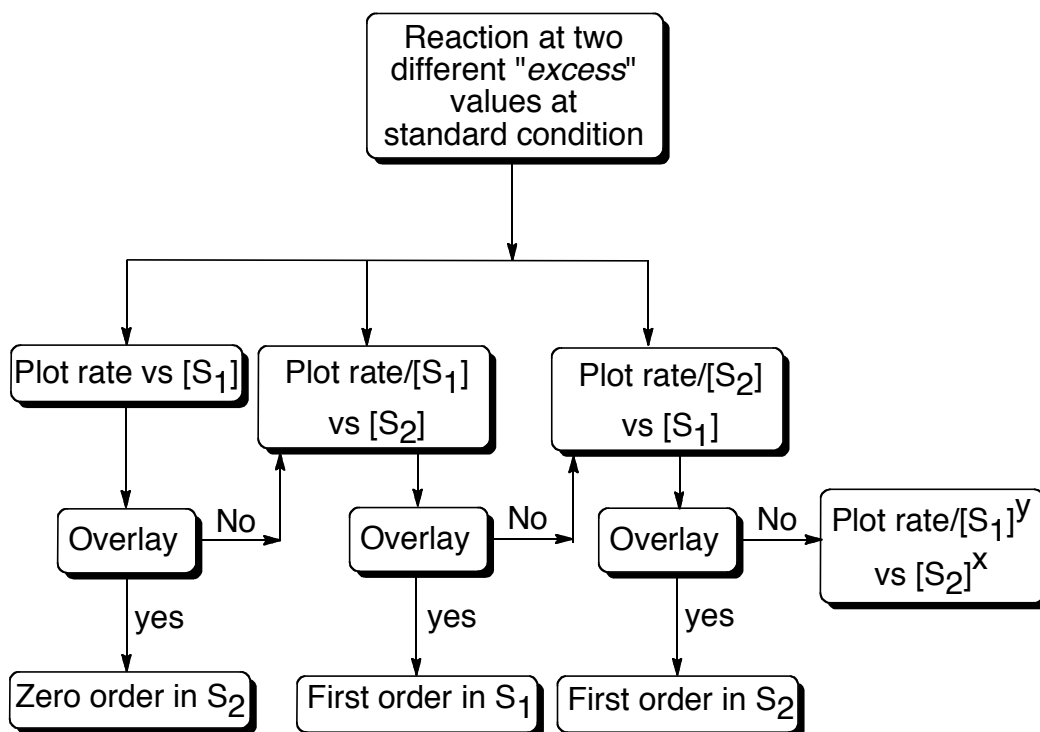 Reaction at two
different "excess"
values at
standard condition
Plot rate vs [S1]
Plot rate/[S1]
vs [S2]
Plot rate/[S2]
vs [S1]
Overlay
No
Overlay
No
Overlay
No
Plot rate/[S1]y
vs [S2]x
yes
yes
yes
Zero order in S2
First order in S1
First order in S2